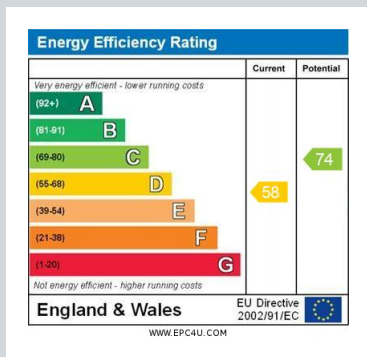 Energy Efficiency Rating
Current Potential
Very energy efficient - lower running costs
(92+) A
(81-91) B
(69-80) C
74
(55-68) D
58
(39-54) E
(21-38) F
(1-20) G
Not energy efficient - higher running costs
England & Wales
EU Directive
2002/91/EC
WWW.EPC4U.COM